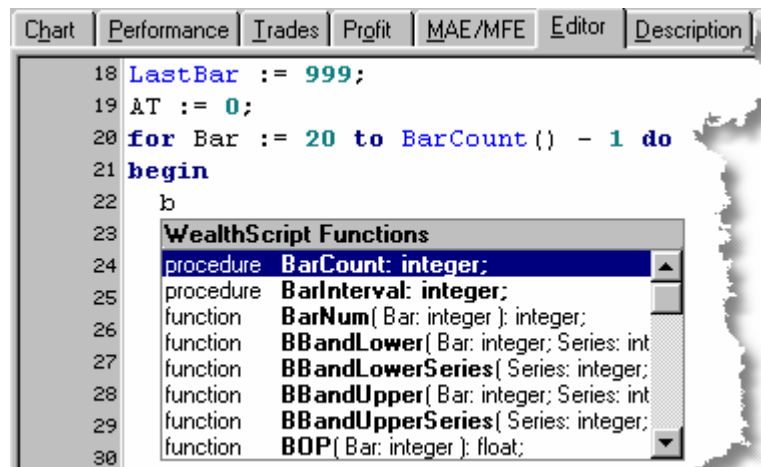 Chart Performance Trades Profit MAE/MFE Editor Description
18 LastBar := 999;
19 AT := 0;
20 for Bar := 20 to BarCount() - 1 do
21 begin
22 b
23 WealthScript Functions
24 procedure BarCount: integer;
25 procedure BarInterval: integer;
function BarNum( Bar: integer ): integer;
26 function BBandLower( Bar: integer; Series: int
27 function BBandLowerSeries( Series: integer;
28 function BBandUpper( Bar: integer; Series: int
29 function BBandUpperSeries( Series: integer;
30 function BOP( Bar: integer ): float;